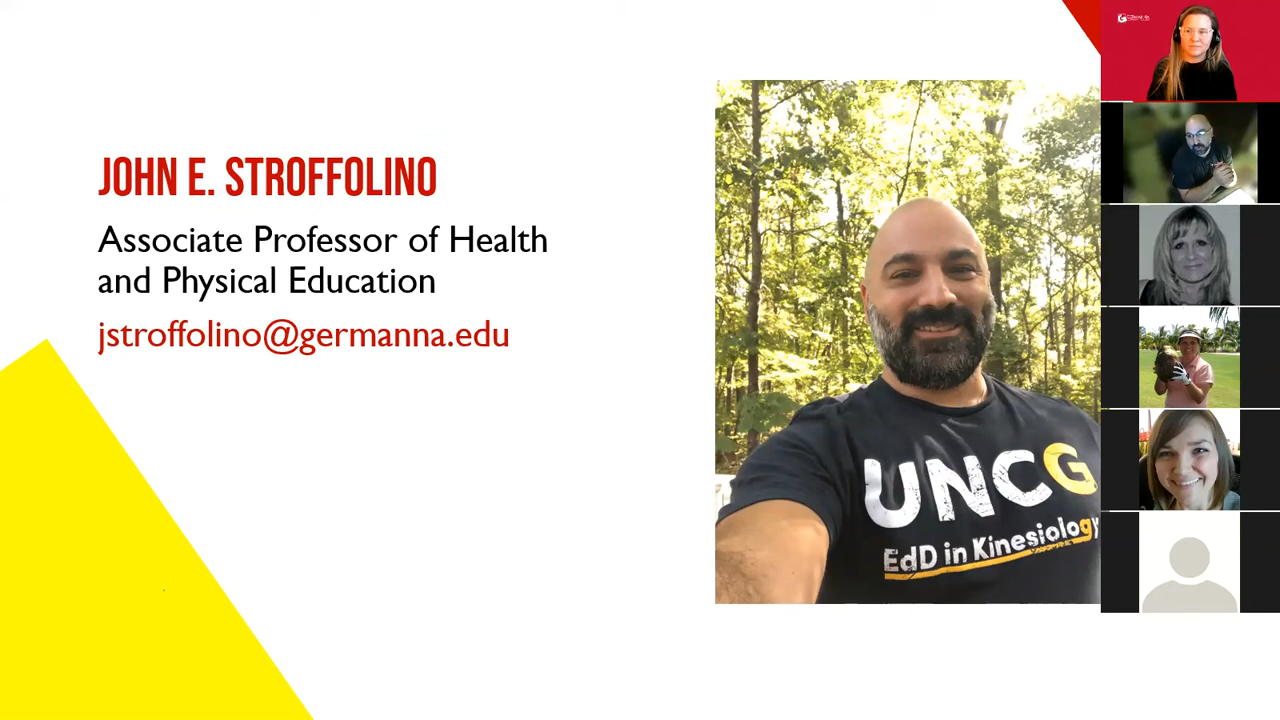 JOHN E. STROFFOLINO
Associate Professor of Health
and Physical Education
jstroffolino@germanna.edu
UNCG
EdD in Kinesiology